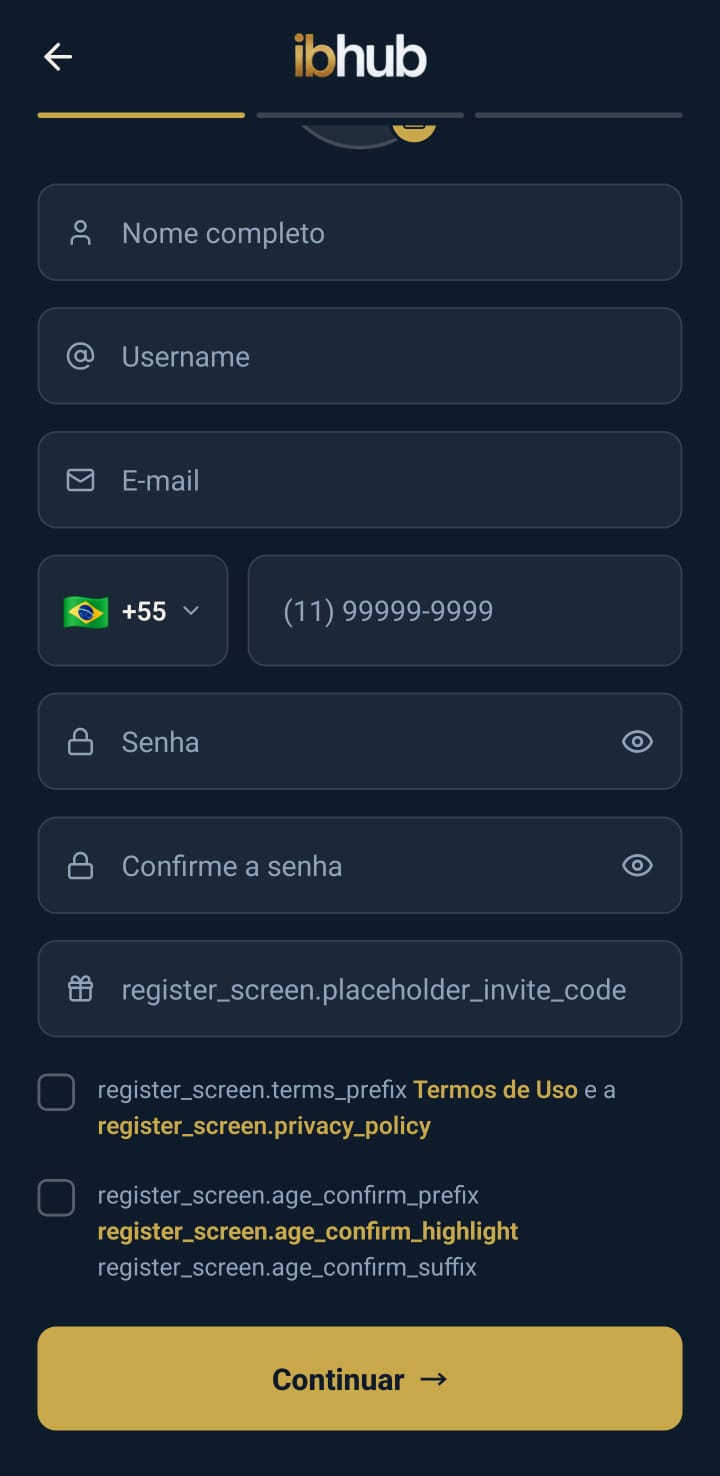 ibhub
Nome completo
Username
E-mail
+55
(11) 99999-9999
Senha
Confirme a senha
register_screen.placeholder_invite_code
register_screen.terms_prefix Termos de Uso e a
register_screen.privacy_policy
register_screen.age_confirm_prefix
register_screen.age_confirm_highlight
register_screen.age_confirm_suffix
Continuar →